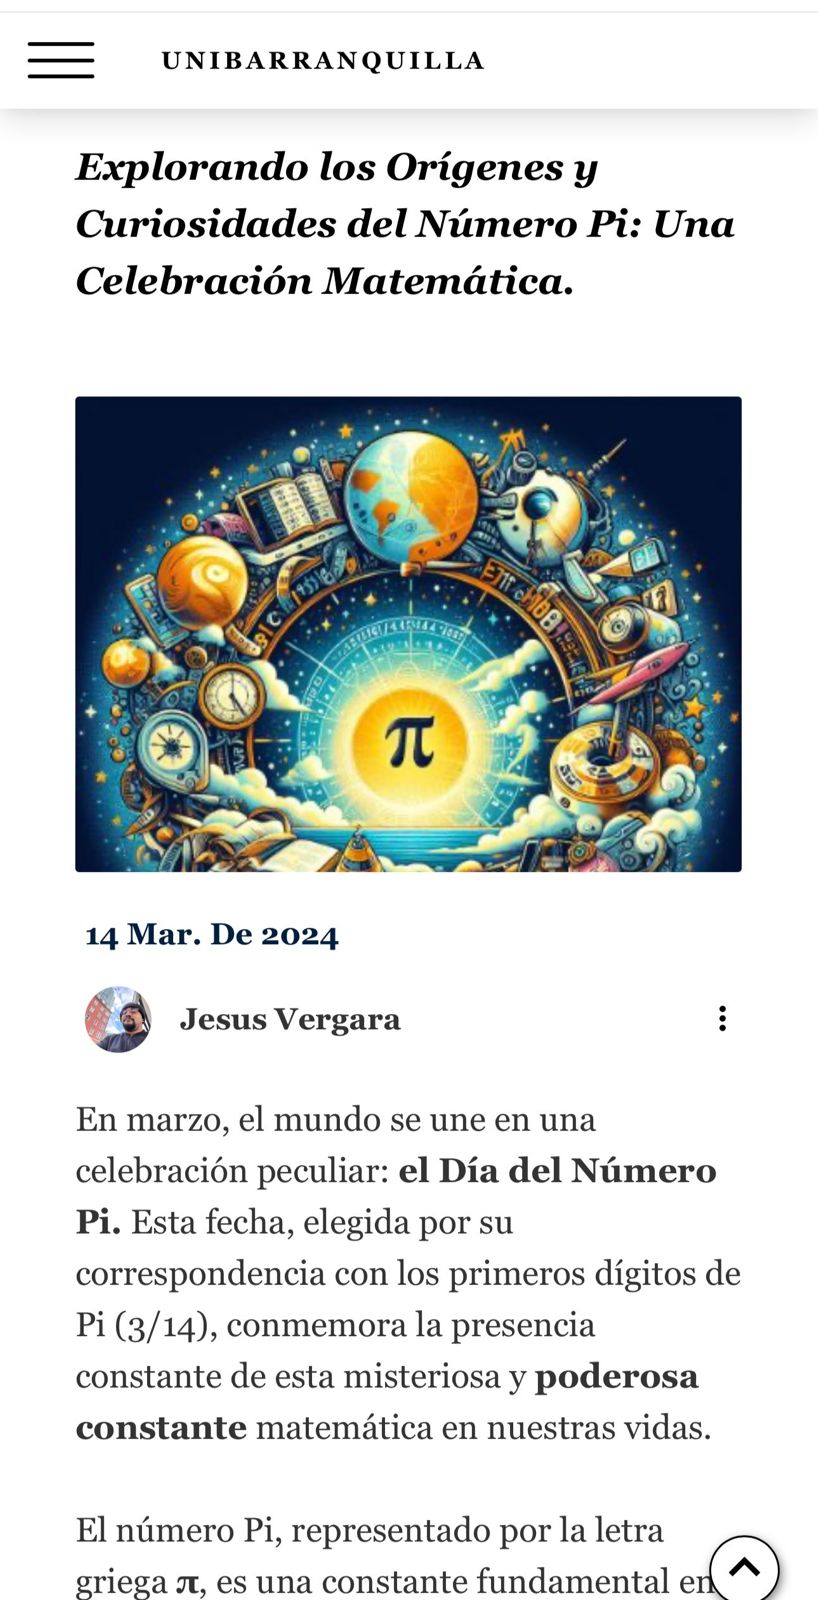 UNIBARRANQUILLA
Explorando los Orígenes y
Curiosidades del Número Pi: Una
Celebración Matemática.
π
14 Mar. De 2024
Jesus Vergara
En marzo, el mundo se une en una
celebración peculiar: el Día del Número
Pi. Esta fecha, elegida por su
correspondencia con los primeros dígitos de
Pi (3/14), conmemora la presencia
constante de esta misteriosa y poderosa
constante matemática en nuestras vidas.
El número Pi, representado por la letra
griega π, es una constante fundamental en